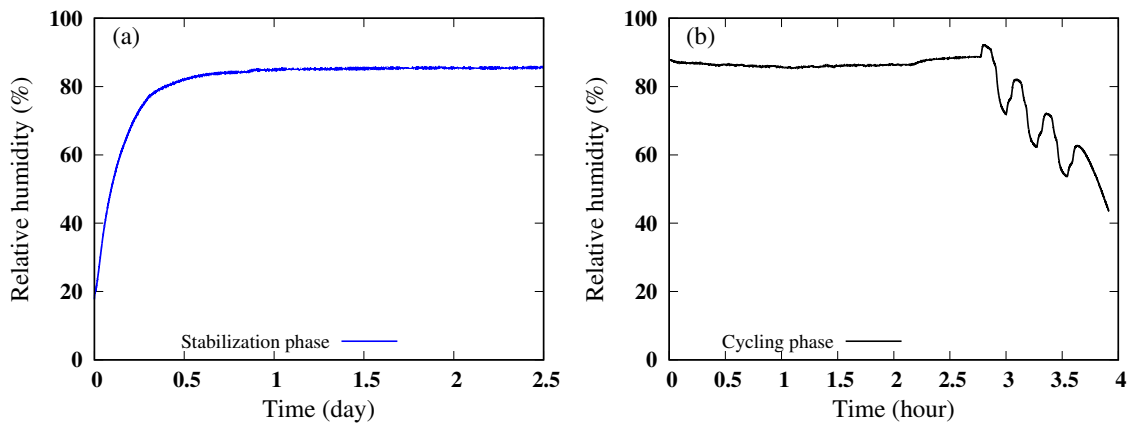 (a)
Relative humidity (%)
100
80
60
40
20
0
Stabilization phase
0 0.5 1 1.5 2 2.5
Time (day)
(b)
Relative humidity (%)
100
80
60
40
20
0
Cycling phase
0 0.5 1 1.5 2 2.5 3 3.5 4
Time (hour)